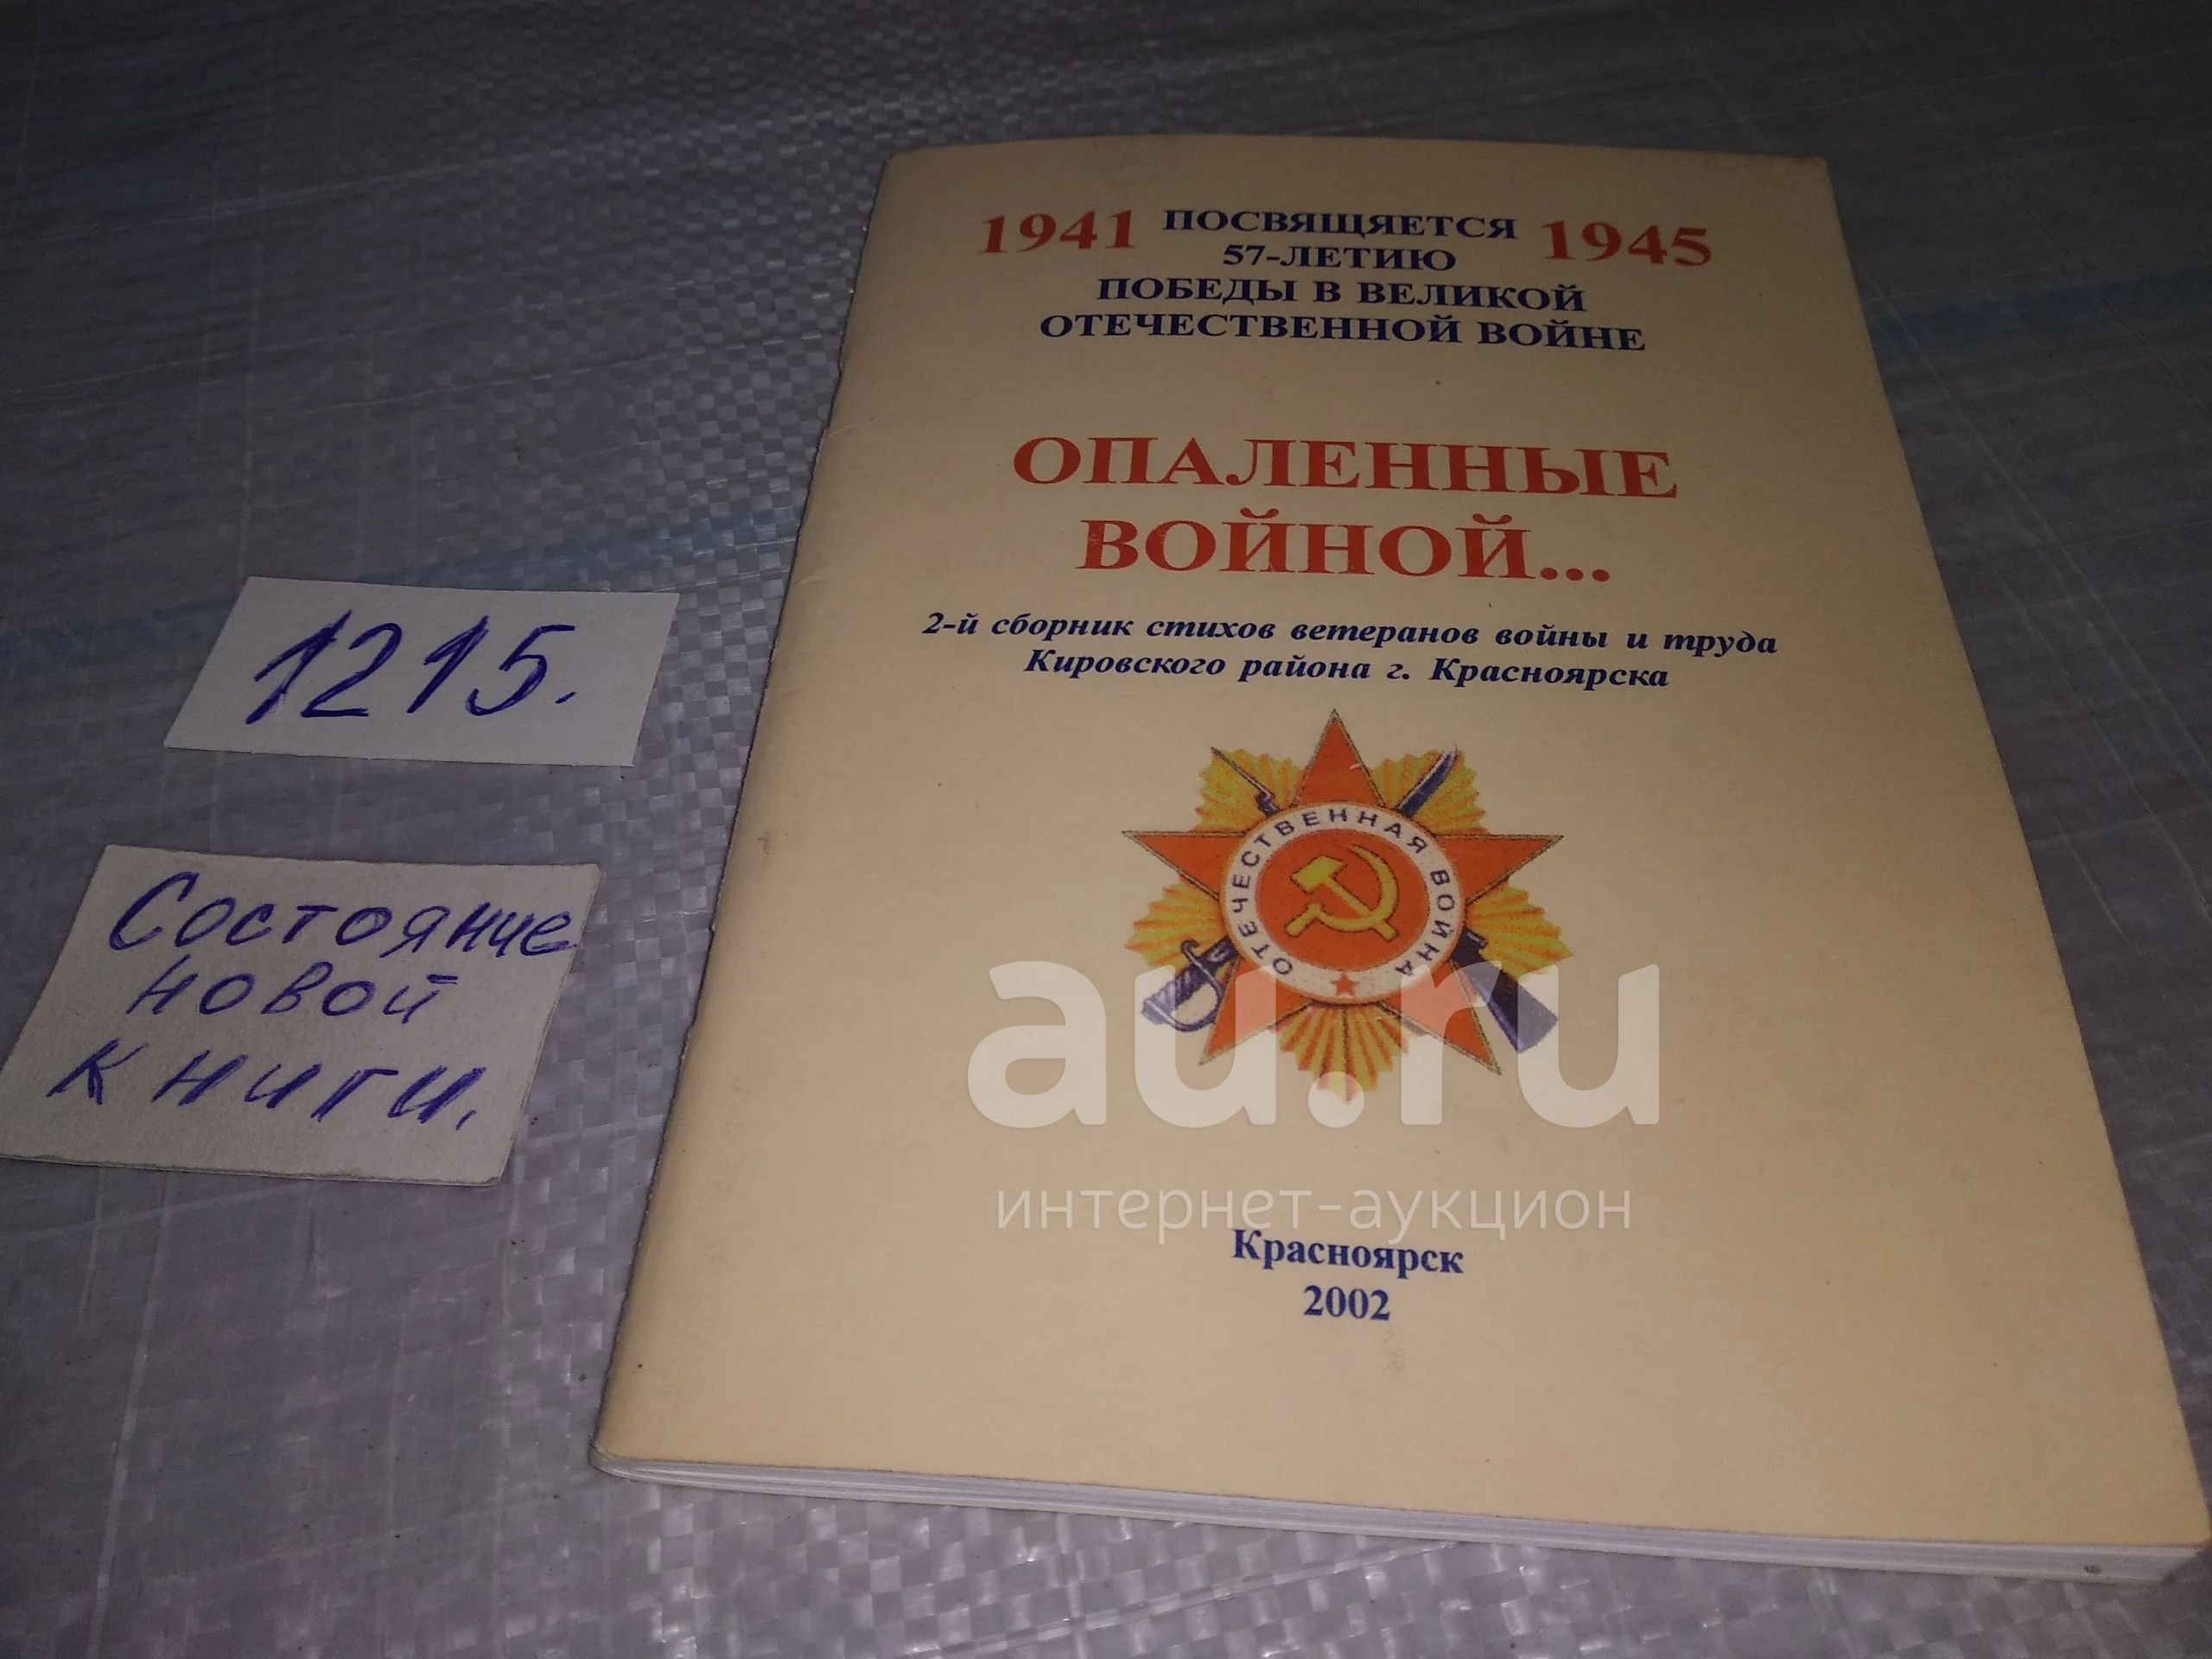 1941 ПОСВЯЩЯЕТСЯ 1945
57-ЛЕТИЮ
ПОБЕДЫ В ВЕЛИКОЙ
ОТЕЧЕСТВЕННОЙ ВОЙНЕ
ОПАЛЕННЫЕ
ВОЙНОЙ...
2-й сборник стихов ветеранов войны и труда
Кировского района г. Красноярска
ОТЕЧЕСТВЕННАЯ ВОЙНА
au.ru
интернет-аукцион
Красноярск
2002
1215.
Состояние
новой
книги.